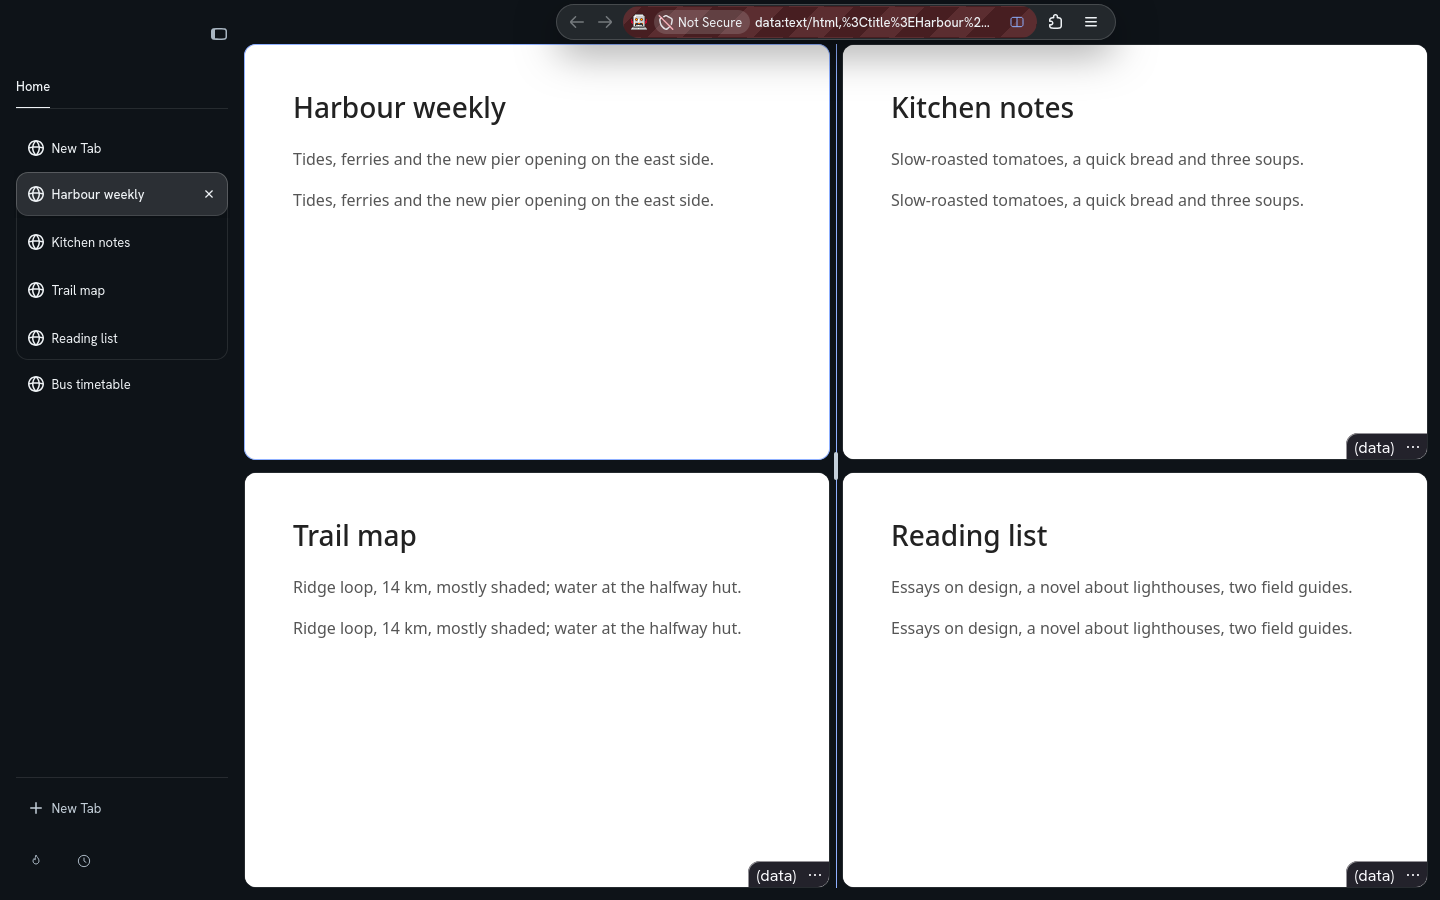 Not Secure data:text/html,%3Ctitle%3EHarbour%2...
Home
New Tab
Harbour weekly
Kitchen notes
Trail map
Reading list
Bus timetable
New Tab
Harbour weekly
Tides, ferries and the new pier opening on the east side.
Tides, ferries and the new pier opening on the east side.
Kitchen notes
Slow-roasted tomatoes, a quick bread and three soups.
Slow-roasted tomatoes, a quick bread and three soups.
(data)
Trail map
Ridge loop, 14 km, mostly shaded; water at the halfway hut.
Ridge loop, 14 km, mostly shaded; water at the halfway hut.
(data)
Reading list
Essays on design, a novel about lighthouses, two field guides.
Essays on design, a novel about lighthouses, two field guides.
(data)